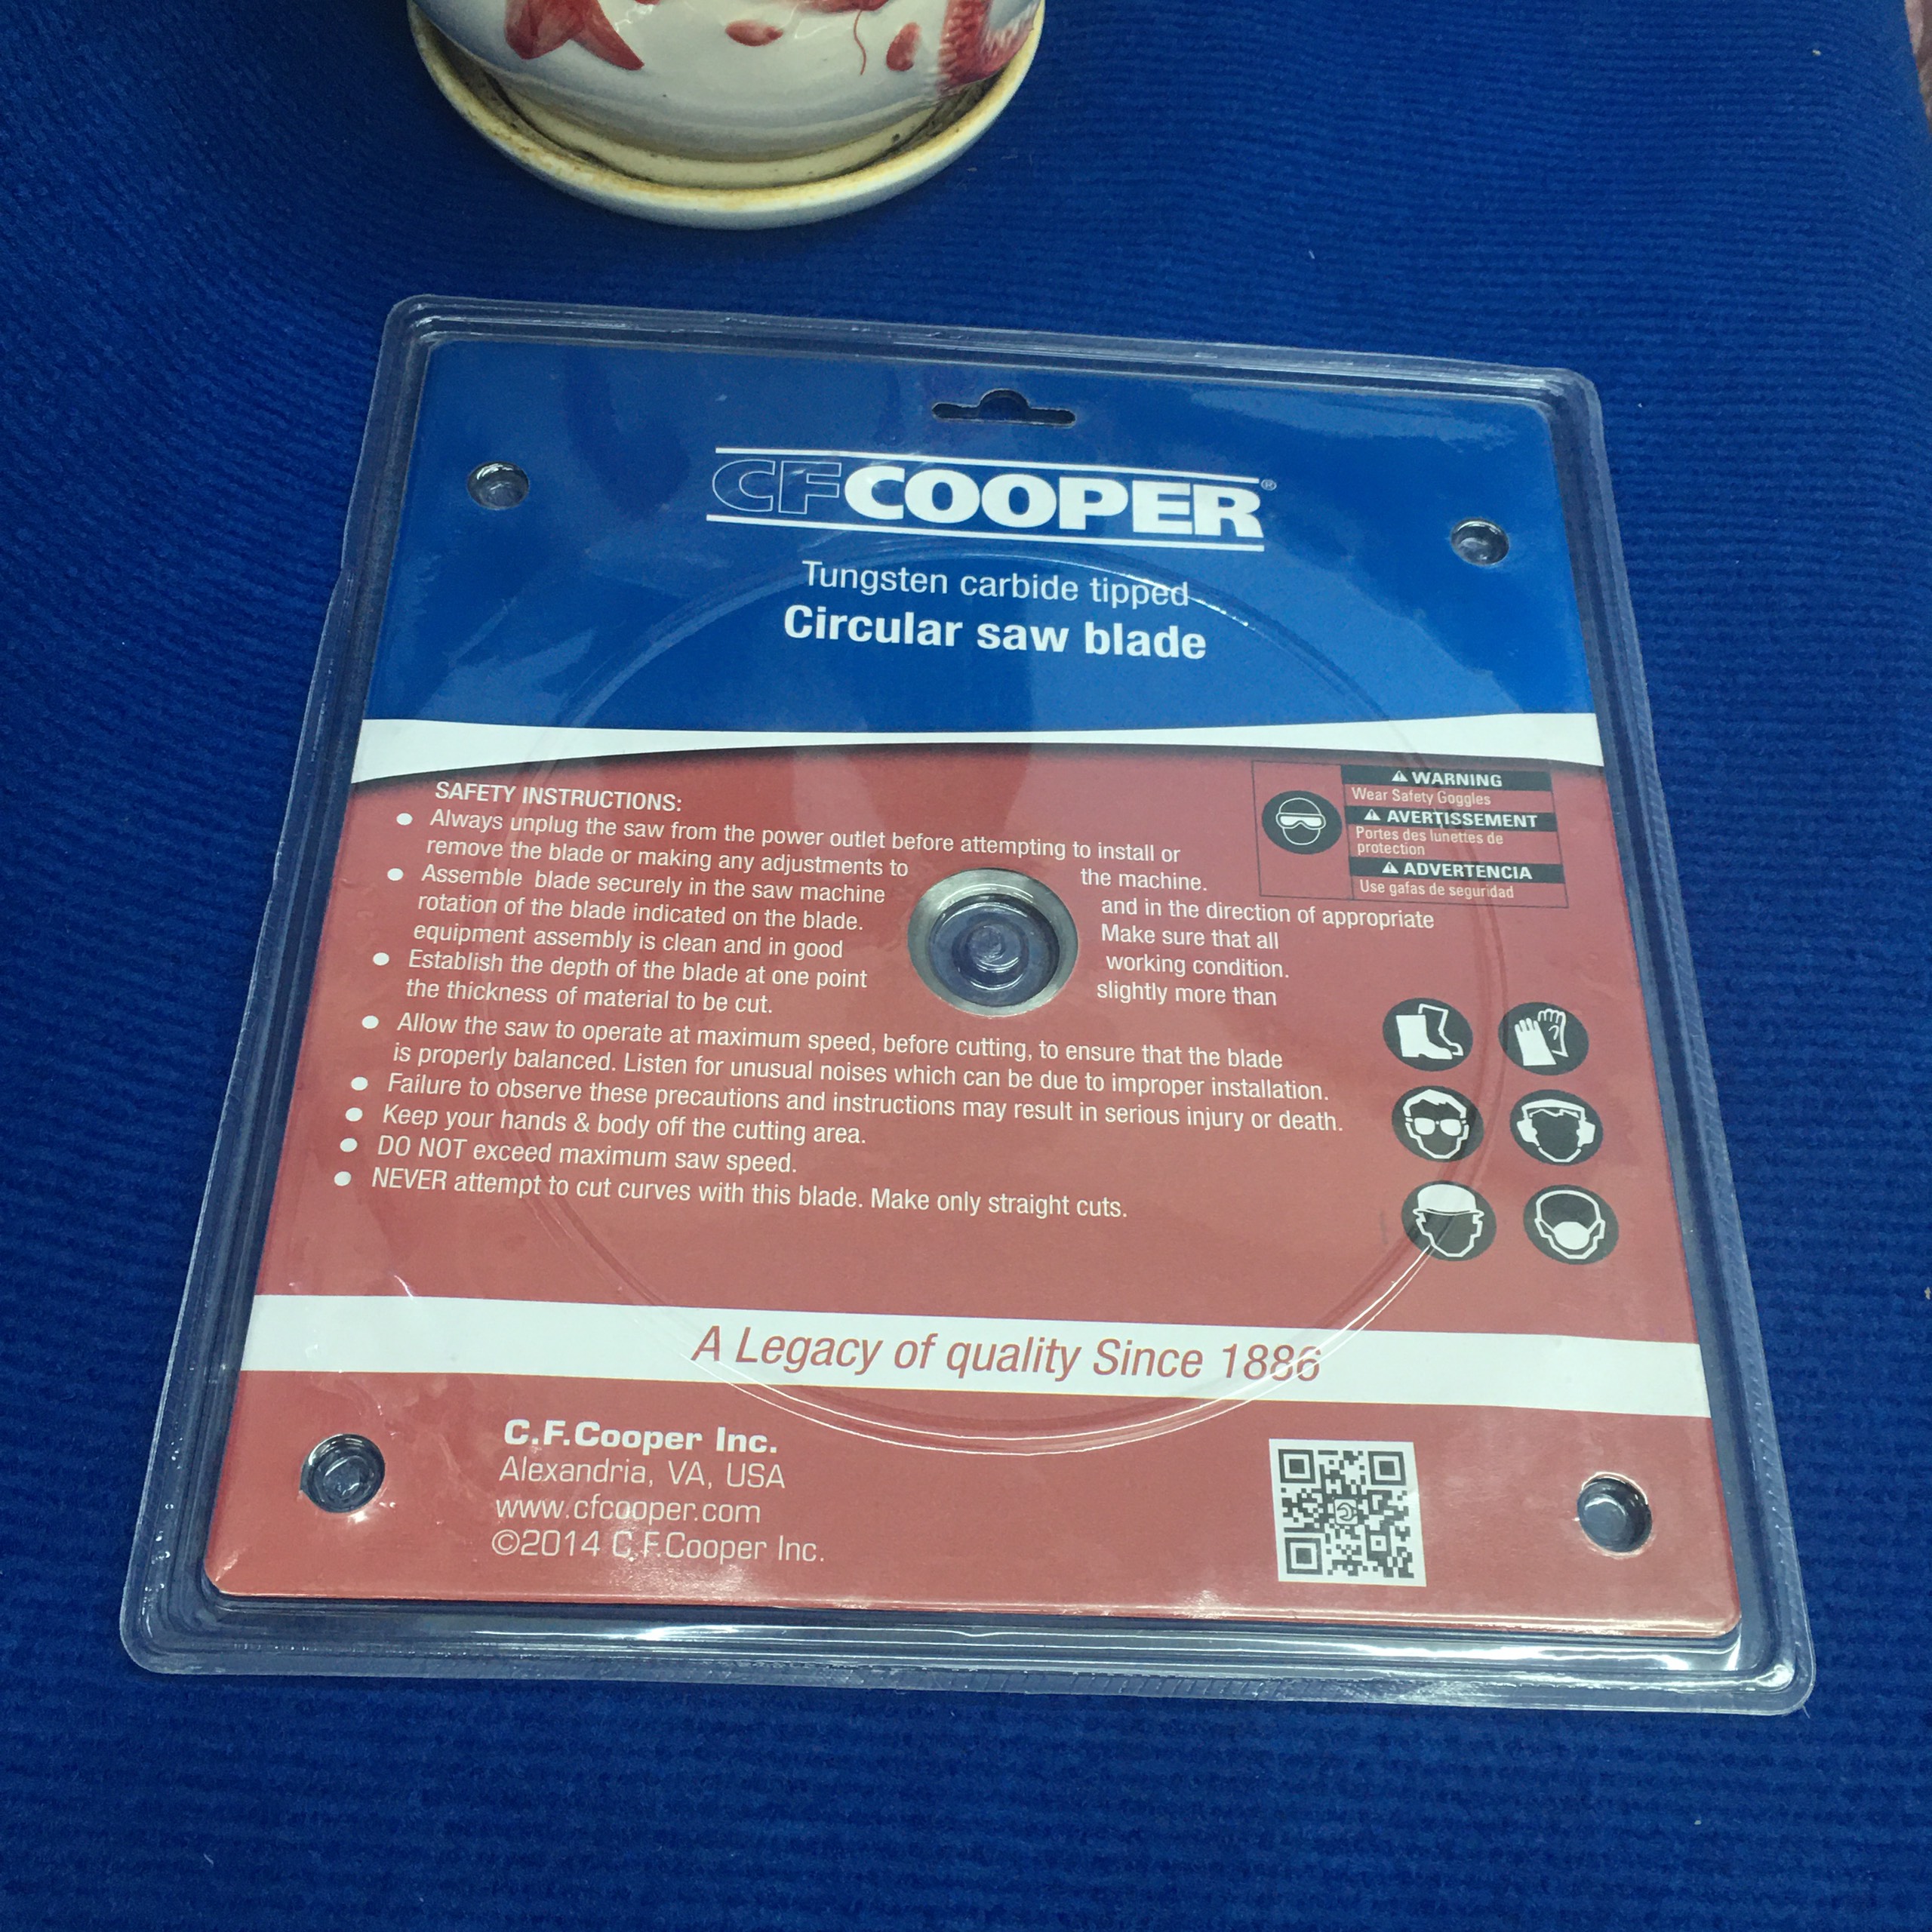 CFCOOPER®
Tungsten carbide tipped
Circular saw blade
SAFETY INSTRUCTIONS:
● Always unplug the saw from the power outlet before attempting to install or
remove the blade or making any adjustments to the machine.
● Assemble blade securely in the saw machine and in the direction of appropriate
rotation of the blade indicated on the blade. Make sure that all
equipment assembly is clean and in good working condition.
● Establish the depth of the blade at one point slightly more than
the thickness of material to be cut.
● Allow the saw to operate at maximum speed, before cutting, to ensure that the blade
is properly balanced. Listen for unusual noises which can be due to improper installation.
● Failure to observe these precautions and instructions may result in serious injury or death.
● Keep your hands & body off the cutting area.
● DO NOT exceed maximum saw speed.
● NEVER attempt to cut curves with this blade. Make only straight cuts.
⚠ WARNING
Wear Safety Goggles
⚠ AVERTISSEMENT
Portes des lunettes de
protection
⚠ ADVERTENCIA
Use gafas de seguridad
A Legacy of quality Since 1886
C.F.Cooper Inc.
Alexandria, VA, USA
www.cfcooper.com
©2014 C.F.Cooper Inc.